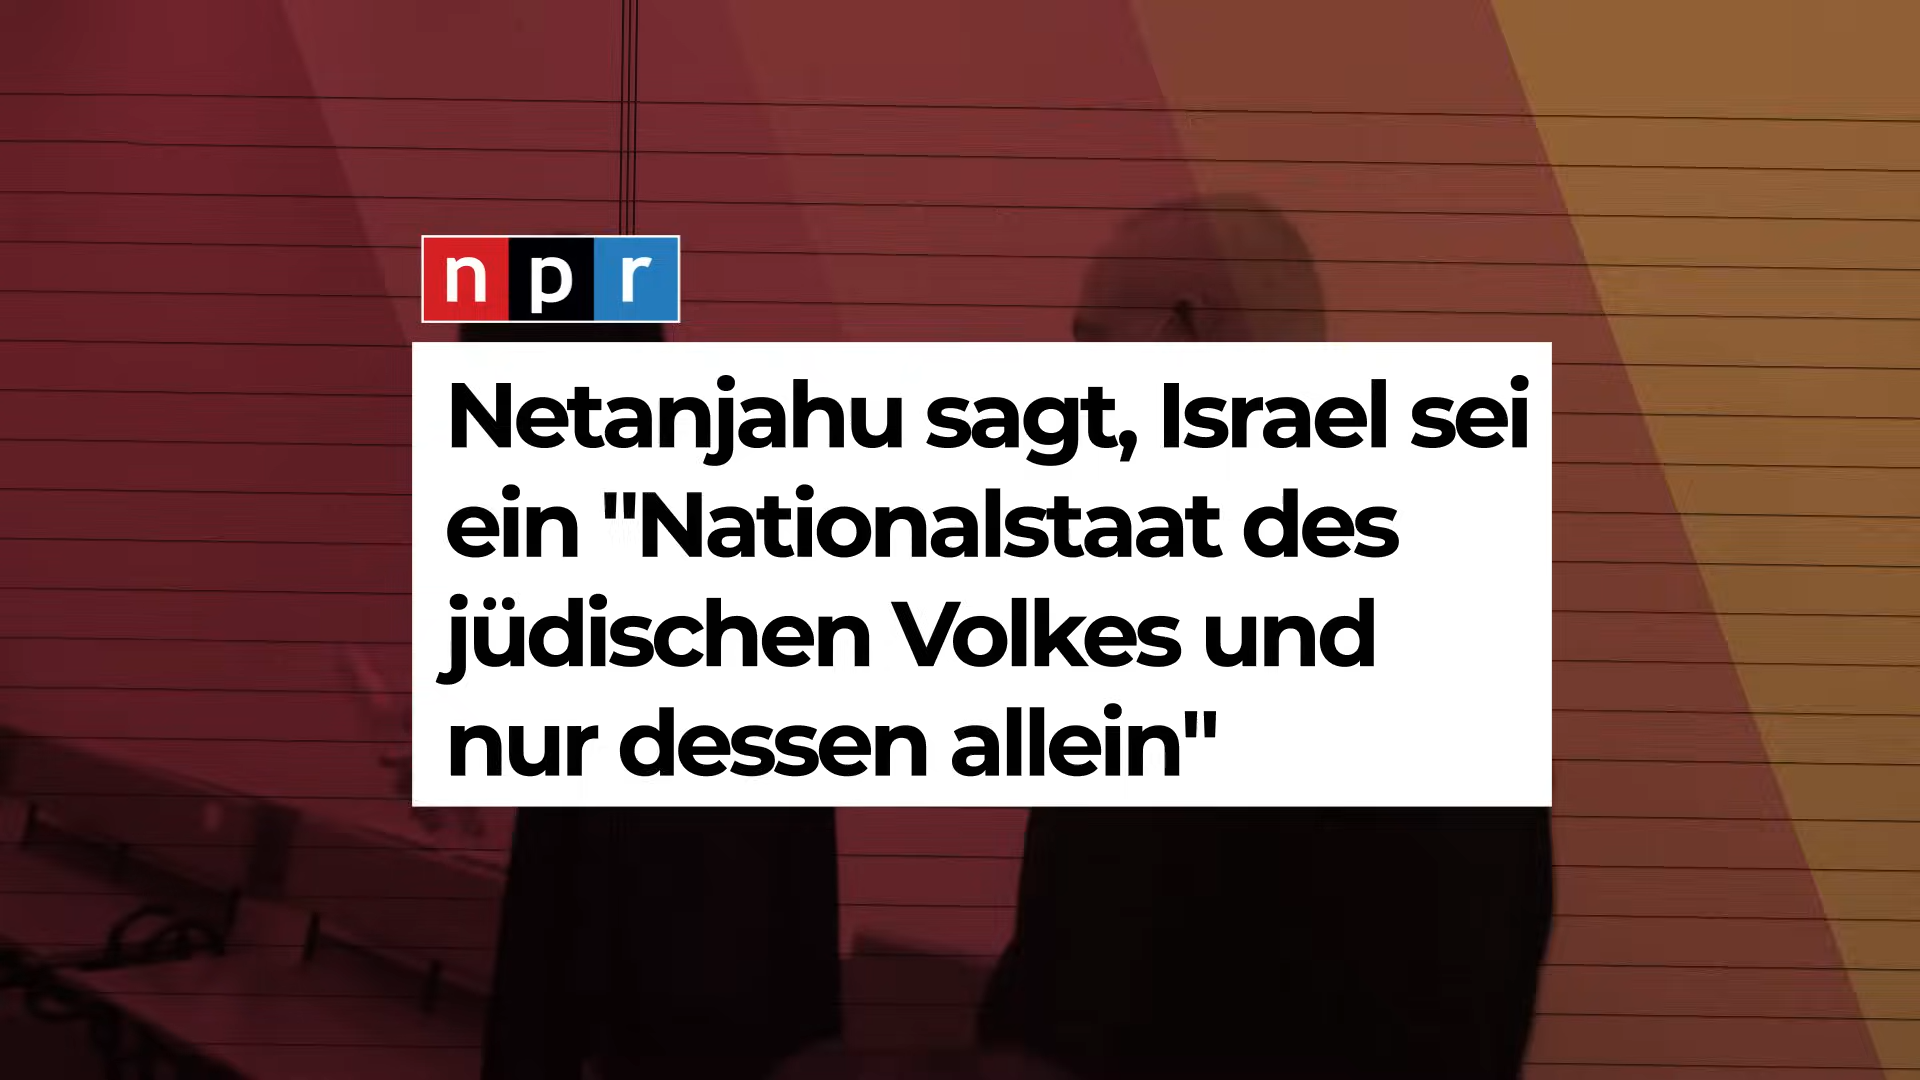 npr
Netanjahu sagt, Israel sei
ein "Nationalstaat des
jüdischen Volkes und
nur dessen allein"